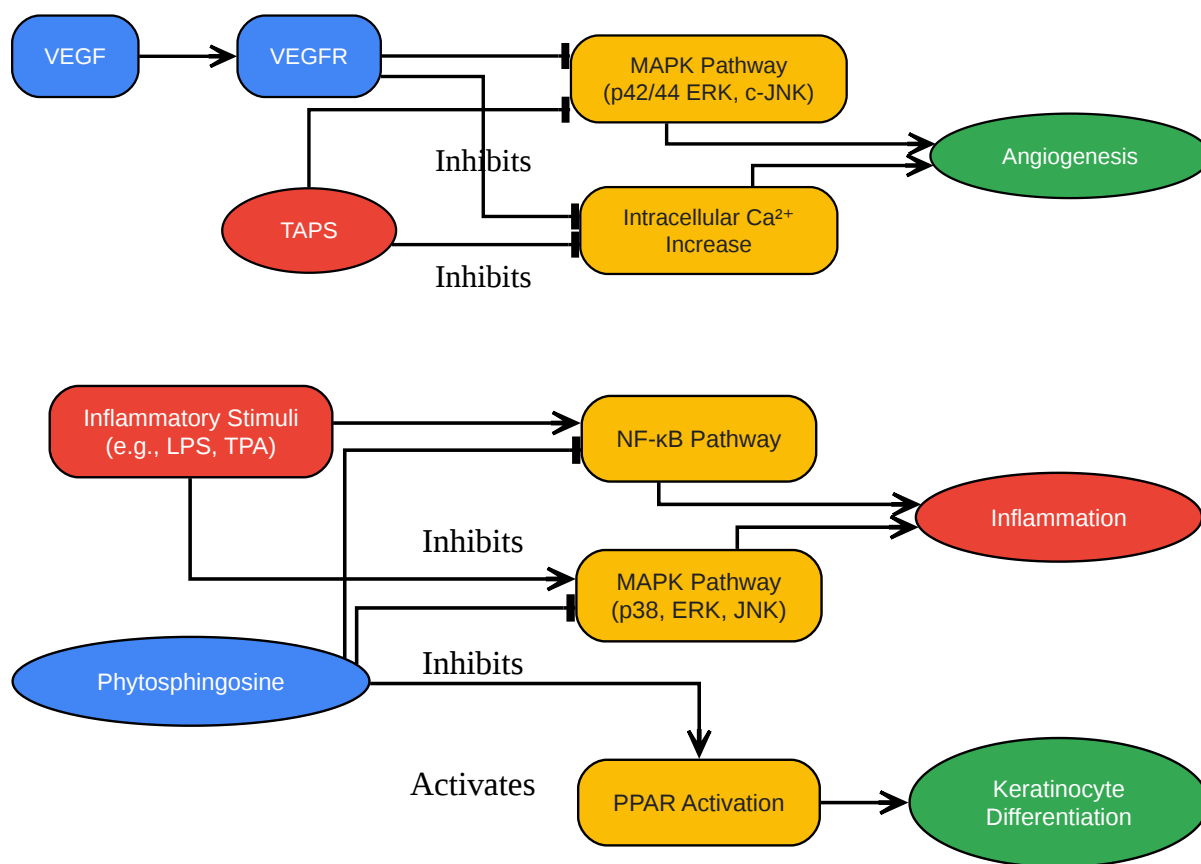 VEGF
VEGFR
MAPK Pathway
(p42/44 ERK, c-JNK)
Angiogenesis
Inhibits
TAPS
Intracellular Ca²⁺
Increase
Inhibits
Inflammatory Stimuli
(e.g., LPS, TPA)
NF-κB Pathway
Inflammation
Inhibits
MAPK Pathway
(p38, ERK, JNK)
Phytosphingosine
Inhibits
Activates
PPAR Activation
Keratinocyte
Differentiation